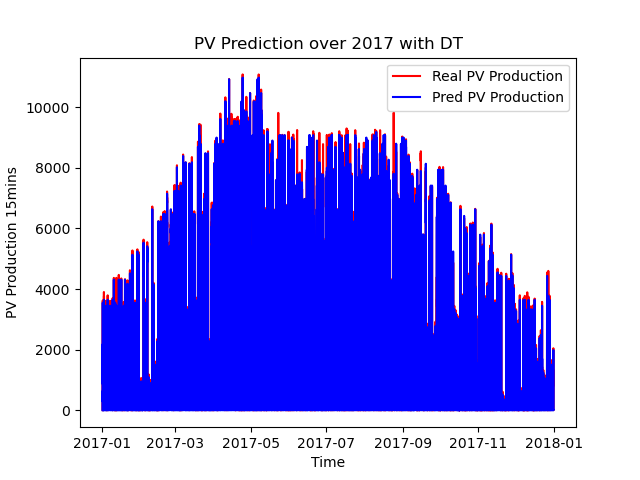 PV Prediction over 2017 with DT
Real PV Production
Pred PV Production
PV Production 15mins
10000
8000
6000
4000
2000
0
2017-01 2017-03 2017-05 2017-07 2017-09 2017-11 2018-01
Time